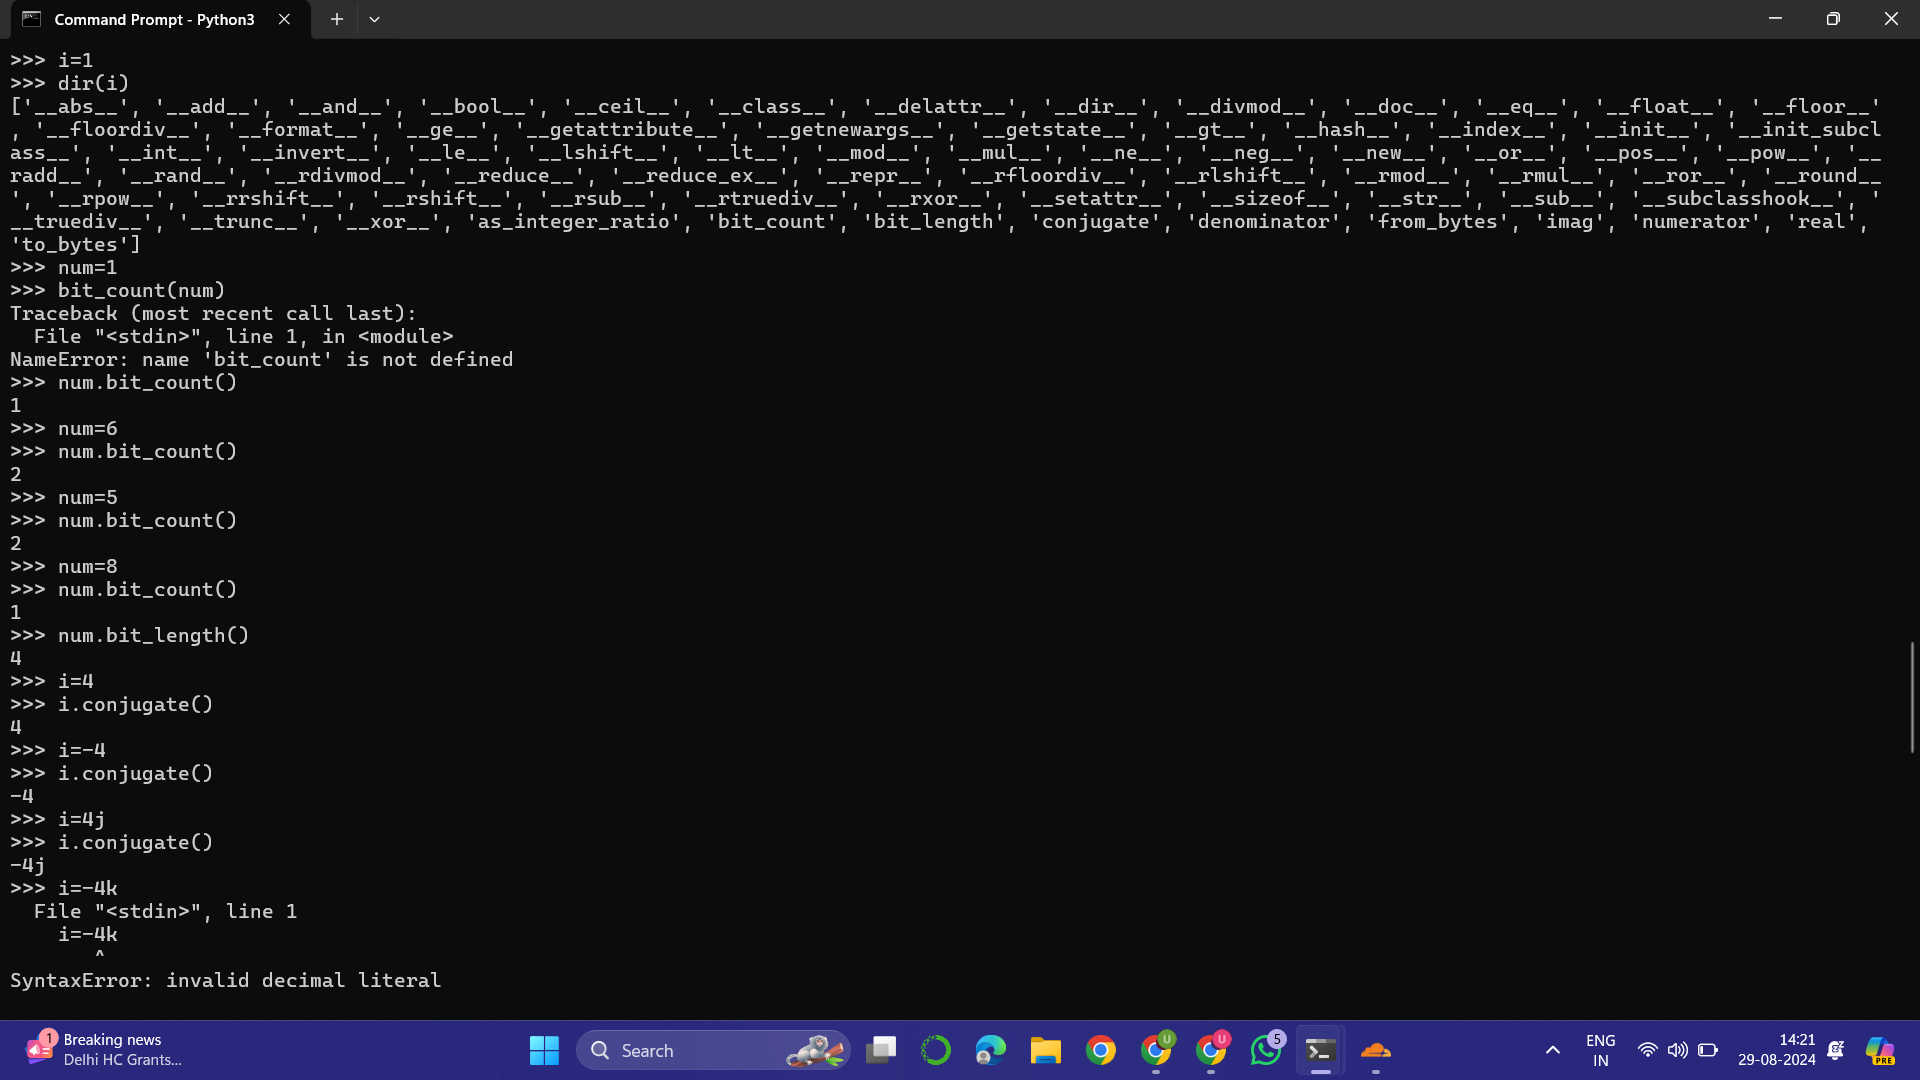 Command Prompt - Python3
>>> i=1
>>> dir(i)
['__abs__', '__add__', '__and__', '__bool__', '__ceil__', '__class__', '__delattr__', '__dir__', '__divmod__', '__doc__', '__eq__', '__float__', '__floor__'
, '__floordiv__', '__format__', '__ge__', '__getattribute__', '__getnewargs__', '__getstate__', '__gt__', '__hash__', '__index__', '__init__', '__init_subcl
ass__', '__int__', '__invert__', '__le__', '__lshift__', '__lt__', '__mod__', '__mul__', '__ne__', '__neg__', '__new__', '__or__', '__pos__', '__pow__', '__
radd__', '__rand__', '__rdivmod__', '__reduce__', '__reduce_ex__', '__repr__', '__rfloordiv__', '__rlshift__', '__rmod__', '__rmul__', '__ror__', '__round__
', '__rpow__', '__rrshift__', '__rshift__', '__rsub__', '__rtruediv__', '__rxor__', '__setattr__', '__sizeof__', '__str__', '__sub__', '__subclasshook__', '
__truediv__', '__trunc__', '__xor__', 'as_integer_ratio', 'bit_count', 'bit_length', 'conjugate', 'denominator', 'from_bytes', 'imag', 'numerator', 'real',
'to_bytes']
>>> num=1
>>> bit_count(num)
Traceback (most recent call last):
  File "<stdin>", line 1, in <module>
NameError: name 'bit_count' is not defined
>>> num.bit_count()
1
>>> num=6
>>> num.bit_count()
2
>>> num=5
>>> num.bit_count()
2
>>> num=8
>>> num.bit_count()
1
>>> num.bit_length()
4
>>> i=4
>>> i.conjugate()
4
>>> i=-4
>>> i.conjugate()
-4
>>> i=4j
>>> i.conjugate()
-4j
>>> i=-4k
  File "<stdin>", line 1
    i=-4k
       ^
SyntaxError: invalid decimal literal
1
Breaking news
Delhi HC Grants...
Search
U
U
5
ENG
IN
14:21
29-08-2024
PRE